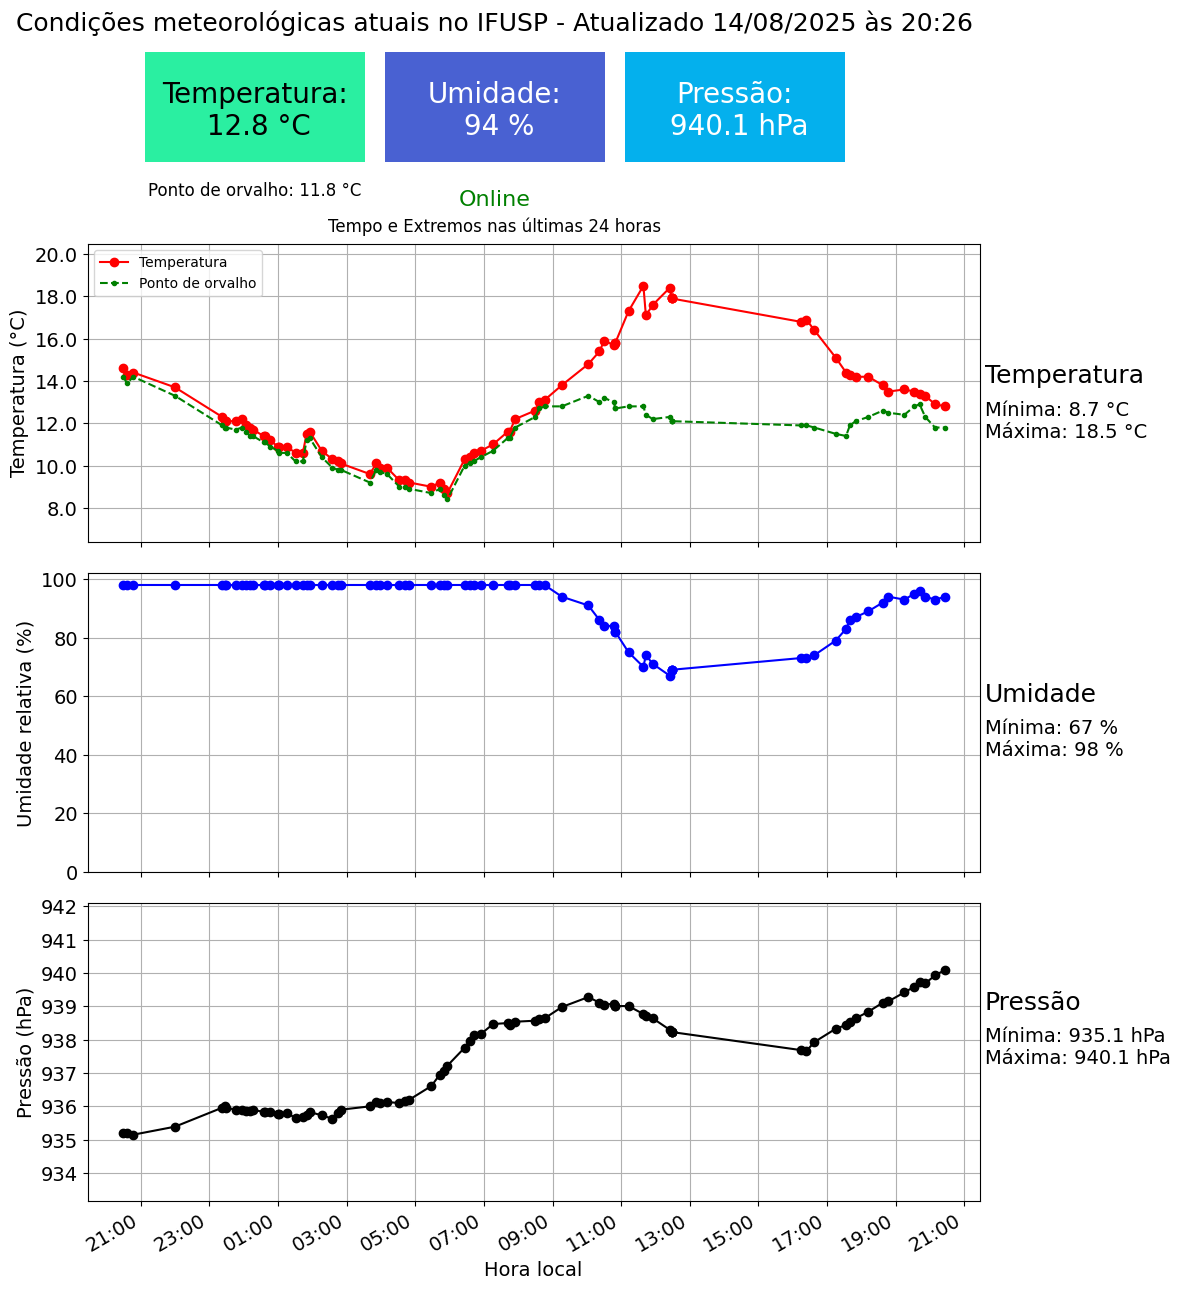 Condições meteorológicas atuais no IFUSP - Atualizado 14/08/2025 às 20:26
Temperatura:
12.8 °C
Umidade:
94 %
Pressão:
940.1 hPa
Ponto de orvalho: 11.8 °C
Online
Tempo e Extremos nas últimas 24 horas
Temperatura (°C)
20.0
18.0
16.0
14.0
12.0
10.0
8.0
Temperatura
Ponto de orvalho
Temperatura
Mínima: 8.7 °C
Máxima: 18.5 °C
Umidade relativa (%)
100
80
60
40
20
0
Umidade
Mínima: 67 %
Máxima: 98 %
Pressão (hPa)
942
941
940
939
938
937
936
935
934
Pressão
Mínima: 935.1 hPa
Máxima: 940.1 hPa
21:00
23:00
01:00
03:00
05:00
07:00
09:00
11:00
13:00
15:00
17:00
19:00
21:00
Hora local